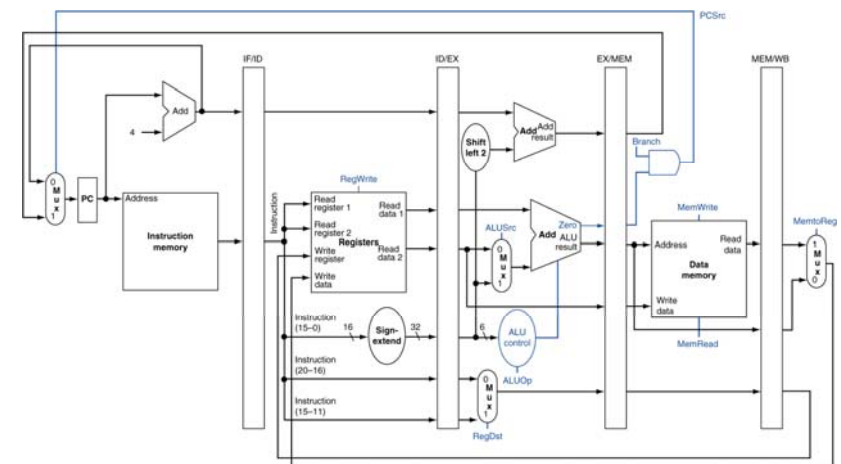 PCSrc
IF/ID
ID/EX
EX/MEM
MEM/WB
Add
4
Add
Add
result
Shift
left 2
Branch
0
M
u
x
1
PC
Address
Instruction
memory
Instruction
RegWrite
Read
register 1
Read
data 1
Read
register 2
Registers
Write
register
Read
data 2
Write
data
ALUSrc
0
M
u
x
1
Zero
Add
ALU
result
MemWrite
Address
Read
data
Data
memory
Write
data
MemRead
MemtoReg
1
M
u
x
0
Instruction
(15–0)
16
Sign-
extend
32
6
ALU
control
ALUOp
Instruction
(20–16)
Instruction
(15–11)
0
M
u
x
1
RegDst